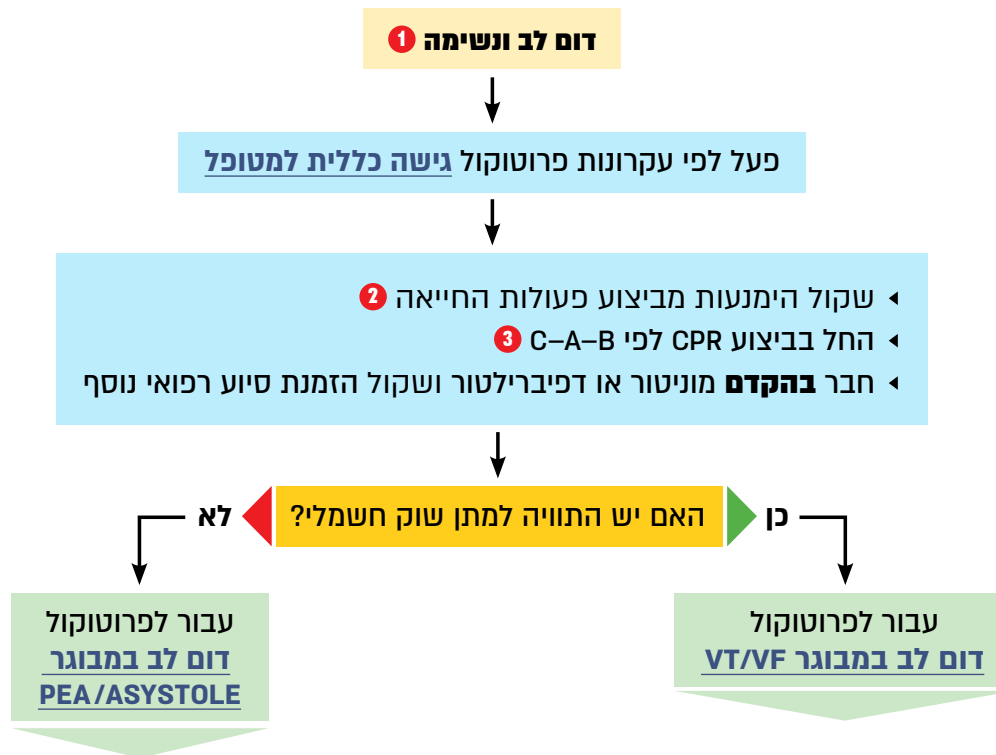 דום לב ונשימה 1
פעל לפי עקרונות פרוטוקול גישה כללית למטופל
שקול הימנעות מביצוע פעולות החייאה 2
החל בביצוע CPR לפי C–A–B 3
חבר בהקדם מוניטור או דפיברילטור ושקול הזמנת סיוע רפואי נוסף
האם יש התוויה למתן שוק חשמלי?
כן
לא
עבור לפרוטוקול
דום לב במבוגר VT/VF
עבור לפרוטוקול
דום לב במבוגר
PEA/ASYSTOLE